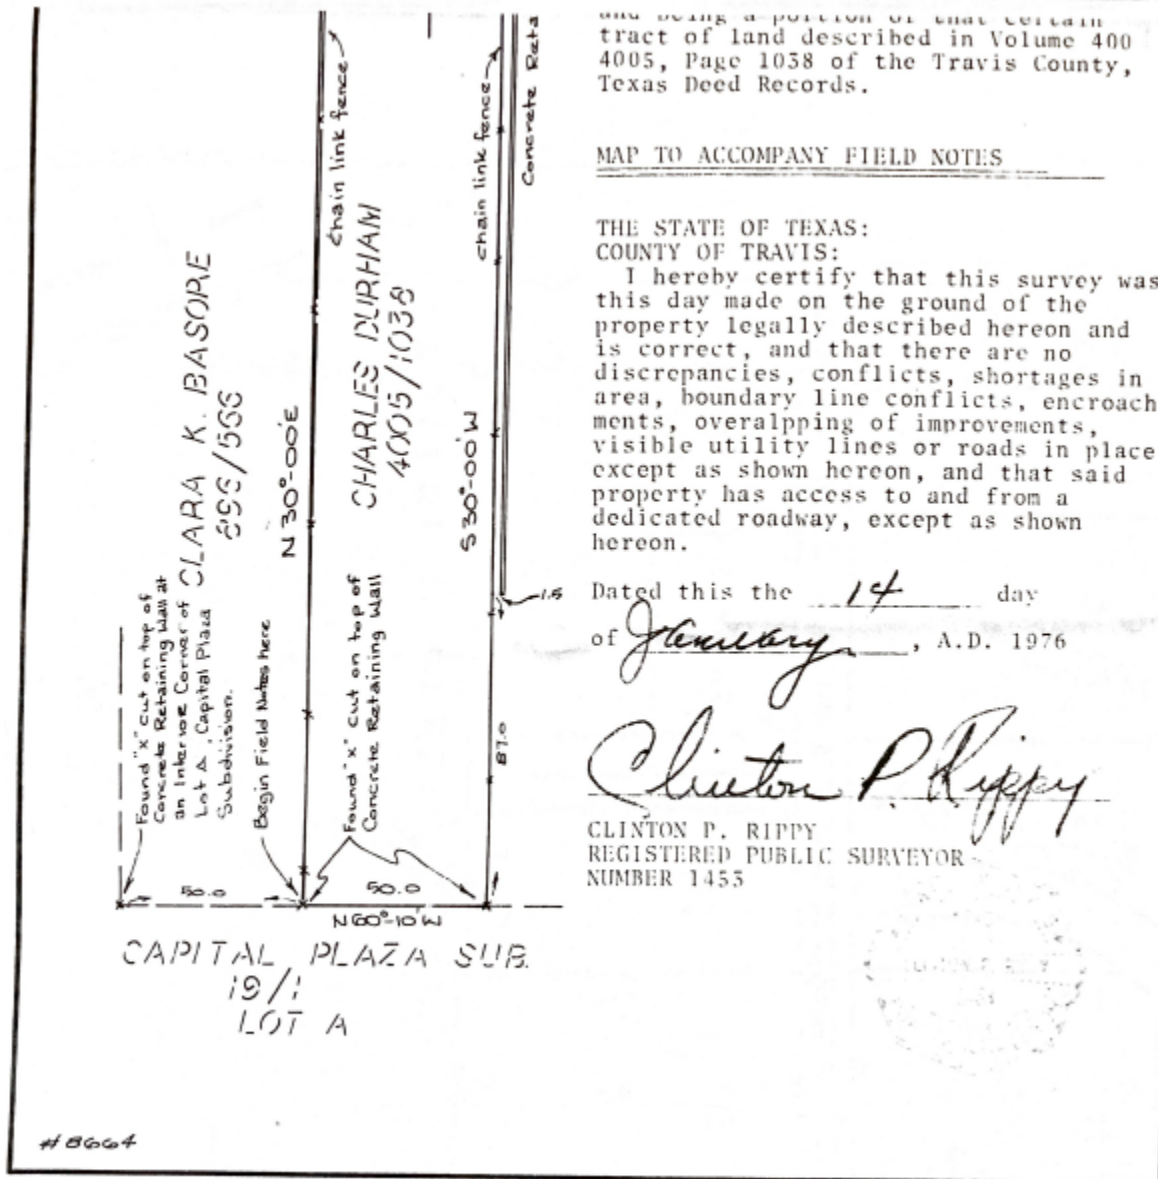 and being a portion of that certain
tract of land described in Volume 400
4005, Page 1038 of the Travis County,
Texas Deed Records.
MAP TO ACCOMPANY FIELD NOTES
THE STATE OF TEXAS:
COUNTY OF TRAVIS:
I hereby certify that this survey was
this day made on the ground of the
property legally described hereon and
is correct, and that there are no
discrepancies, conflicts, shortages in
area, boundary line conflicts, encroach
ments, overalpping of improvements,
visible utility lines or roads in place
except as shown hereon, and that said
property has access to and from a
dedicated roadway, except as shown
hereon.
Dated this the 14 day
of January, A.D. 1976
Clinton P. Rippy
CLINTON P. RIPPY
REGISTERED PUBLIC SURVEYOR
NUMBER 1453
chain link fence
chain link fence
Concrete Reta
CLARA K. BASORE
896/566
N 30°-00'E
CHARLES DURHAM
4005/1038
S 30°-00'W
Found "x" cut on top of
Concrete Retaining Wall at
an Interior Corner of
Lot A, Capital Plaza
Subdivision.
Begin Field Notes here
Found "x" cut on top of
Concrete Retaining Wall
1.5
87.0
50.0
50.0
N60°-10'W
CAPITAL PLAZA SUB.
19/1
LOT A
#8664